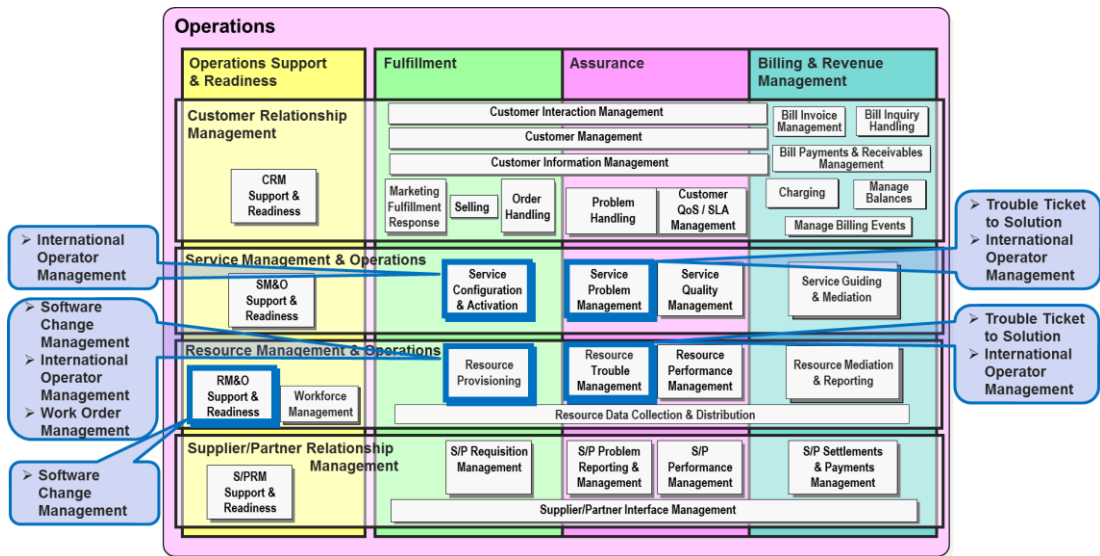 Operations
Operations Support
& Readiness
Fulfillment
Assurance
Billing & Revenue
Management
Customer Relationship
Management
Customer Interaction Management
Customer Management
Customer Information Management
Bill Invoice
Management
Bill Inquiry
Handling
Bill Payments & Receivables
Management
CRM
Support &
Readiness
Marketing
Fulfillment
Response
Selling
Order
Handling
Problem
Handling
Customer
QoS / SLA
Management
Charging
Manage
Balances
Manage Billing Events
➢ International
Operator
Management
➢ Trouble Ticket
to Solution
➢ International
Operator
Management
Service Management & Operations
SM&O
Support &
Readiness
Service
Configuration
& Activation
Service
Problem
Management
Service
Quality
Management
Service Guiding
& Mediation
➢ Software
Change
Management
➢ International
Operator
Management
➢ Work Order
Management
➢ Trouble Ticket
to Solution
➢ International
Operator
Management
Resource Management & Operations
RM&O
Support &
Readiness
Workforce
Management
Resource
Provisioning
Resource
Trouble
Management
Resource
Performance
Management
Resource Mediation
& Reporting
Resource Data Collection & Distribution
➢ Software
Change
Management
Supplier/Partner Relationship
Management
S/PRM
Support &
Readiness
S/P Requisition
Management
S/P Problem
Reporting &
Management
S/P
Performance
Management
S/P Settlements
& Payments
Management
Supplier/Partner Interface Management